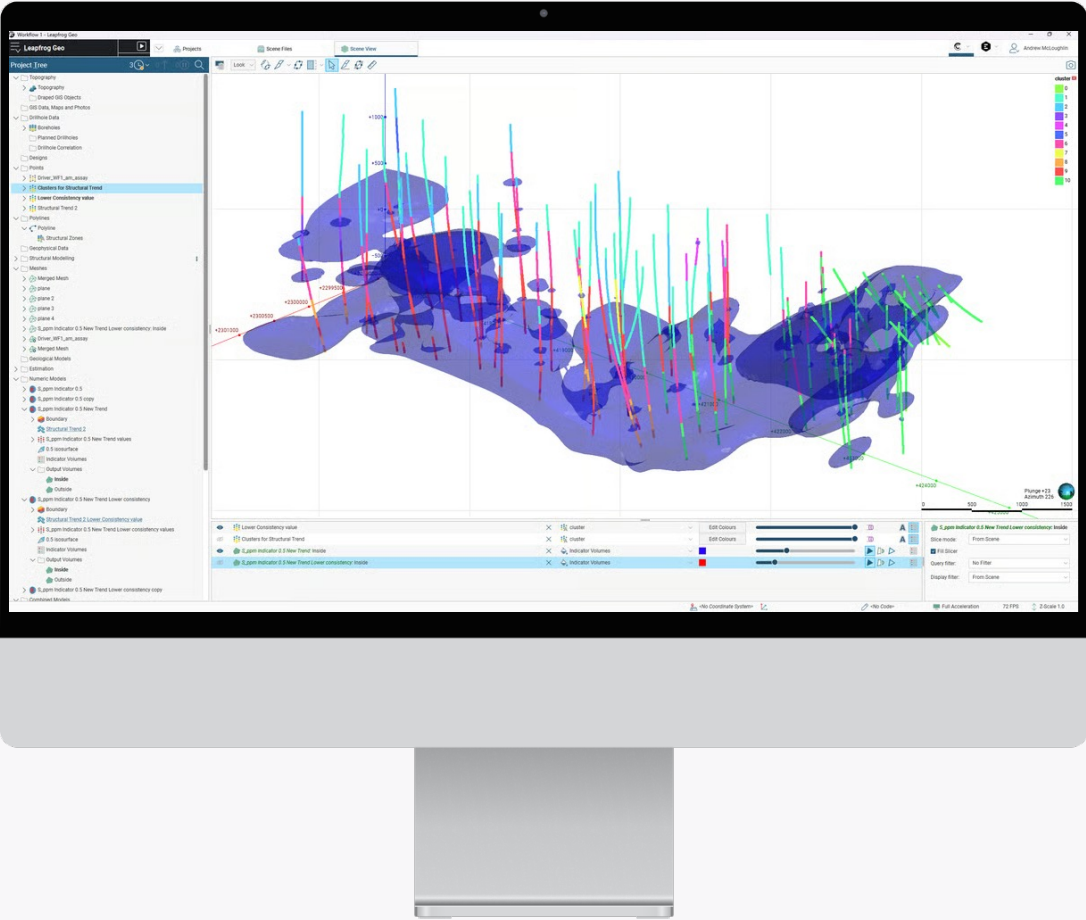 Workflow 1 - Leapfrog Geo
Leapfrog Geo
Projects
Scene Files
Scene View
Andrew McLoughlin
Project Tree
3
Look
Topography
Topography
Draped GIS Objects
GIS Data, Maps and Photos
Drillhole Data
Boreholes
Planned Drillholes
Drillhole Correlation
Designs
Points
Driver_WF1_am_assay
Clusters for Structural Trend
Lower Consistency value
Structural Trend 2
Polylines
Polyline
Structural Zones
Geophysical Data
Structural Modelling
Meshes
Merged Mesh
plane
plane 2
plane 3
plane 4
S_ppm Indicator 0.5 New Trend Lower consistency: Inside
Driver_WF1_am_assay
Merged Mesh
Geological Models
Estimation
Numeric Models
S_ppm Indicator 0.5
S_ppm Indicator 0.5 copy
S_ppm Indicator 0.5 New Trend
Boundary
Structural Trend 2
S_ppm Indicator 0.5 New Trend values
0.5 isosurface
Indicator Volumes
Output Volumes
Inside
Outside
S_ppm Indicator 0.5 New Trend Lower consistency
Boundary
Structural Trend 2 Lower Consistency value
S_ppm Indicator 0.5 New Trend Lower consistency values
0.5 isosurface
Indicator Volumes
Output Volumes
Inside
Outside
S_ppm Indicator 0.5 New Trend Lower consistency copy
Combined Models
cluster
0
1
2
3
4
5
6
7
8
9
10
+1000
+500
+2299500
+2300000
+2300500
+2301000
+424000
Plunge +23
Azimuth 226
0 500 1000 1500
Lower Consistency value
cluster
Edit Colours
Clusters for Structural Trend
cluster
Edit Colours
S_ppm Indicator 0.5 New Trend: Inside
Indicator Volumes
S_ppm Indicator 0.5 New Trend Lower consistency: Inside
Indicator Volumes
S_ppm Indicator 0.5 New Trend Lower consistency: Inside
Slice mode: From Scene
Fill Slicer
Query filter: No Filter
Display filter: From Scene
<No Coordinate System>
<No Code>
Full Acceleration
72 FPS
Z-Scale 1.0